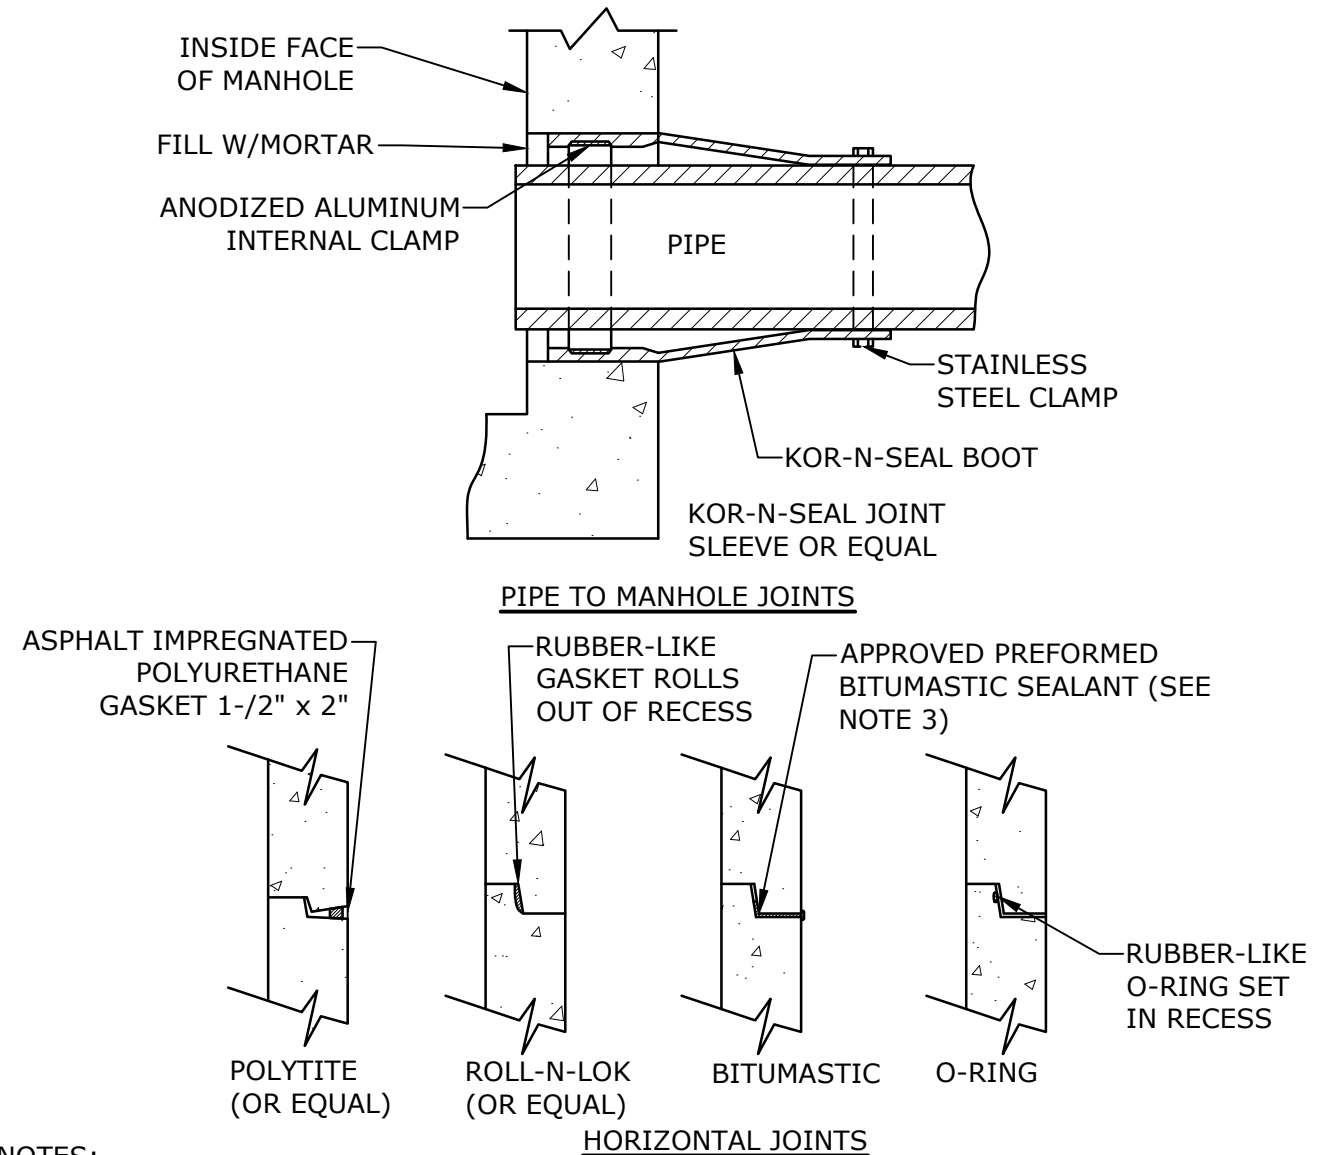 INSIDE FACE
OF MANHOLE
FILL W/MORTAR
ANODIZED ALUMINUM
INTERNAL CLAMP
PIPE
STAINLESS
STEEL CLAMP
KOR-N-SEAL BOOT
KOR-N-SEAL JOINT
SLEEVE OR EQUAL
PIPE TO MANHOLE JOINTS
ASPHALT IMPREGNATED
POLYURETHANE
GASKET 1-/2" x 2"
RUBBER-LIKE
GASKET ROLLS
OUT OF RECESS
APPROVED PREFORMED
BITUMASTIC SEALANT (SEE
NOTE 3)
RUBBER-LIKE
O-RING SET
IN RECESS
POLYTITE
(OR EQUAL)
ROLL-N-LOK
(OR EQUAL)
BITUMASTIC
O-RING
HORIZONTAL JOINTS
NOTES: